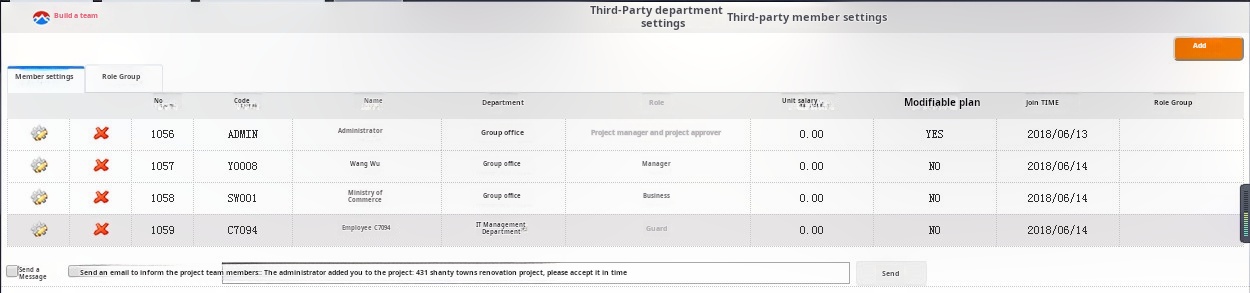 Build a team
Third-Party department settings
Third-party member settings
Add
Member settings
Role Group
No
Code
Name
Department
Role
Unit salary
Modifiable plan
Join TIME
Role Group
1056 ADMIN Administrator Group office Project manager and project approver 0.00 YES 2018/06/13
1057 Y0008 Wang Wu Group office Manager 0.00 NO 2018/06/14
1058 SW001 Ministry of Commerce Group office Business 0.00 NO 2018/06/14
1059 C7094 Employee C7094 IT Management Department Guard 0.00 NO 2018/06/14
Send a
Message
Send an email to inform the project team members:: The administrator added you to the project: 431 shanty towns renovation project, please accept it in time
Send